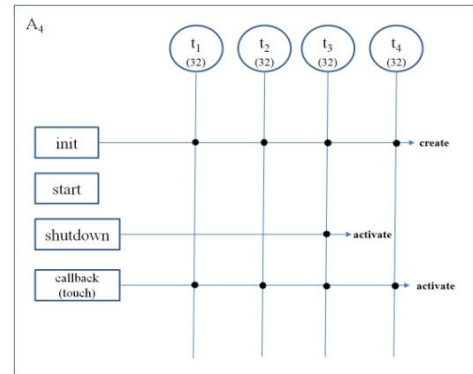 A4
t1 t2 t3 t4
(32) (32) (32) (32)
init create
start
shutdown activate
callback
(touch) activate